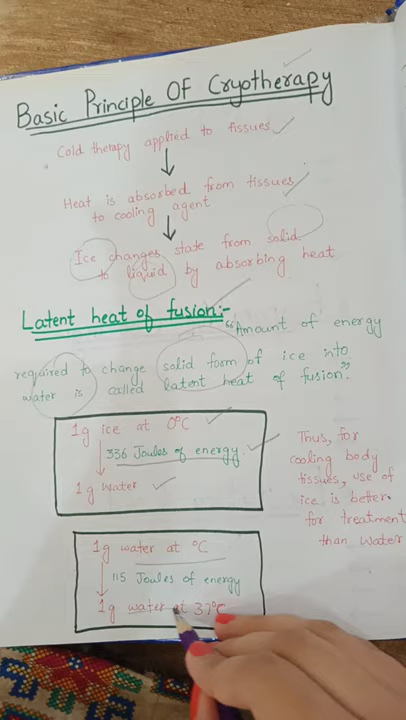 Basic Principle OF Cryotherapy
Cold therapy applied to tissues
Heat is absorbed from tissues
to cooling agent
Ice changes state from solid
to liquid by absorbing heat
Latent heat of fusion:-
"Amount of energy
required to change solid form of ice into
water is called latent heat of fusion."
1g ice at 0°C
336 Joules of energy
1g water
Thus, for
cooling body
tissues, use of
ice is better
for treatment
than water
1g water at °C
115 Joules of energy
1g water at 37°C